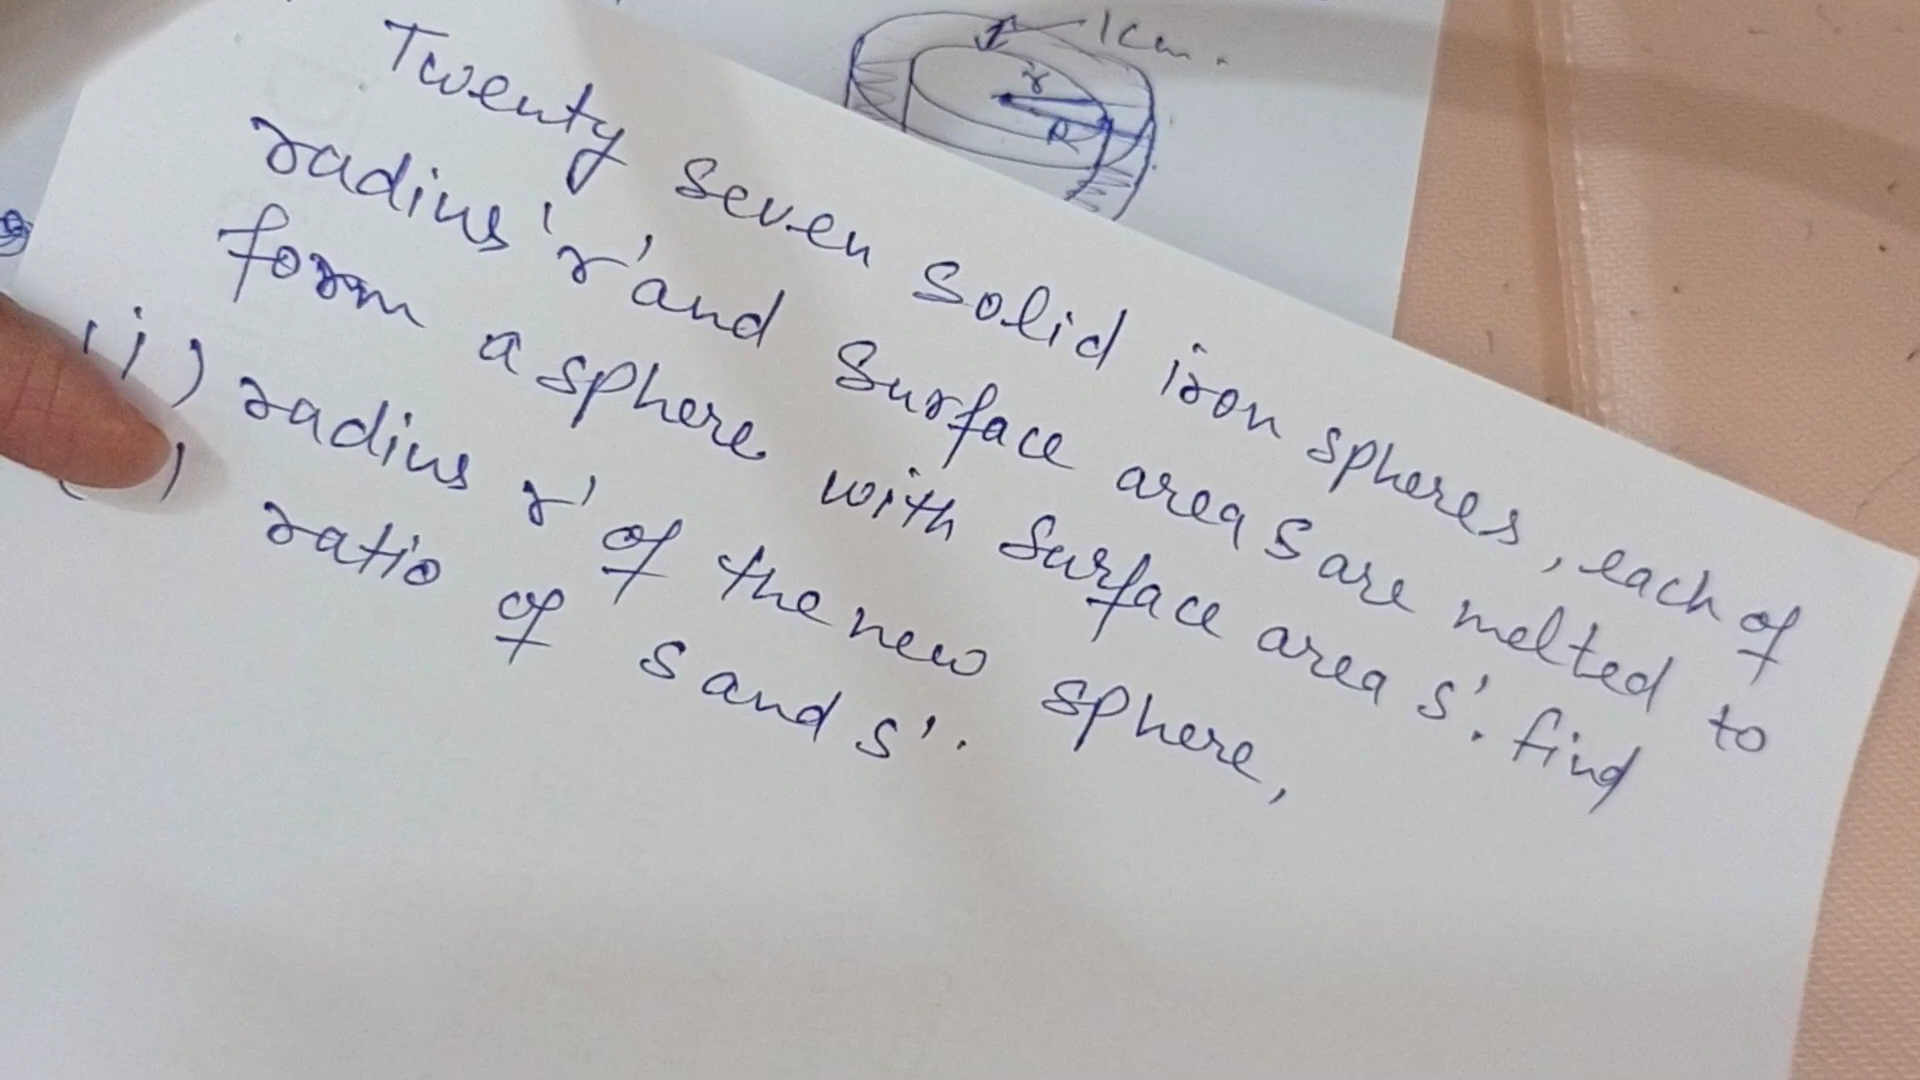 1cm.
r
R
Twenty seven solid iron spheres, each of
radius 'r' and surface area S are melted to
form a sphere with surface area s'. find
i) radius r' of the new sphere,
) ratio of s and s'.